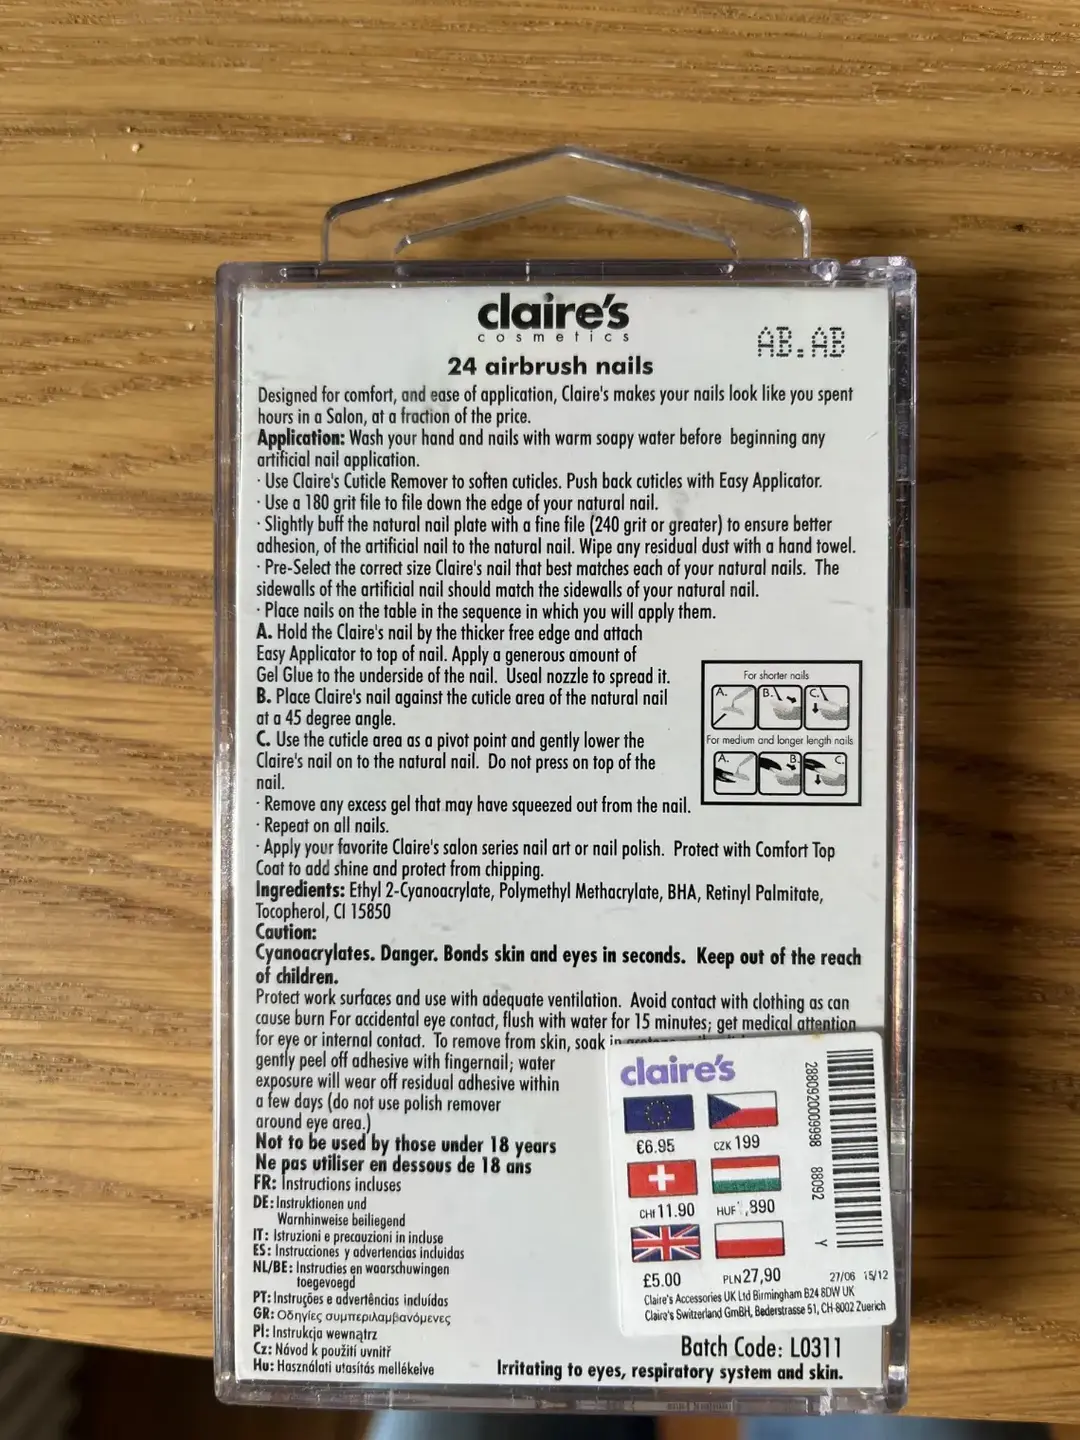 claire's
cosmetics
AB.AB
24 airbrush nails
Designed for comfort, and ease of application, Claire's makes your nails look like you spent
hours in a Salon, at a fraction of the price.
Application: Wash your hand and nails with warm soapy water before beginning any
artificial nail application.
· Use Claire's Cuticle Remover to soften cuticles. Push back cuticles with Easy Applicator.
· Use a 180 grit file to file down the edge of your natural nail.
· Slightly buff the natural nail plate with a fine file (240 grit or greater) to ensure better
adhesion, of the artificial nail to the natural nail. Wipe any residual dust with a hand towel.
· Pre-Select the correct size Claire's nail that best matches each of your natural nails. The
sidewalls of the artificial nail should match the sidewalls of your natural nail.
· Place nails on the table in the sequence in which you will apply them.
A. Hold the Claire's nail by the thicker free edge and attach
Easy Applicator to top of nail. Apply a generous amount of
Gel Glue to the underside of the nail. Useal nozzle to spread it.
B. Place Claire's nail against the cuticle area of the natural nail
at a 45 degree angle.
C. Use the cuticle area as a pivot point and gently lower the
Claire's nail on to the natural nail. Do not press on top of the
nail.
For shorter nails
A. B. C.
For medium and longer length nails
A. B. C.
· Remove any excess gel that may have squeezed out from the nail.
· Repeat on all nails.
· Apply your favorite Claire's salon series nail art or nail polish. Protect with Comfort Top
Coat to add shine and protect from chipping.
Ingredients: Ethyl 2-Cyanoacrylate, Polymethyl Methacrylate, BHA, Retinyl Palmitate,
Tocopherol, CI 15850
Caution:
Cyanoacrylates. Danger. Bonds skin and eyes in seconds. Keep out of the reach
of children.
Protect work surfaces and use with adequate ventilation. Avoid contact with clothing as can
cause burn For accidental eye contact, flush with water for 15 minutes; get medical attention
for eye or internal contact. To remove from skin, soak in
gently peel off adhesive with fingernail; water
exposure will wear off residual adhesive within
a few days (do not use polish remover
around eye area.)
Not to be used by those under 18 years
Ne pas utiliser en dessous de 18 ans
FR: Instructions incluses
DE: Instruktionen und
Warnhinweise beiliegend
IT: Istruzioni e precauzioni in incluse
ES: Instrucciones y advertencias incluidas
NL/BE: Instructies en waarschuwingen
toegevoegd
PT: Instruções e advertências incluídas
GR: Οδηγίες συμπεριλαμβανόμενες
Pl: Instrukcja wewnątrz
Cz: Návod k použití uvnitř
Hu: Használati utasítás mellékelve
claire's
€6.95 CZK 199
CHf 11.90 HUF ,890
£5.00 PLN 27,90
2880920009998 88092 Y
27/06 15/12
Claire's Accessories UK Ltd Birmingham B24 8DW UK
Claire's Switzerland GmbH, Bederstrasse 51, CH-8002 Zuerich
Batch Code: L0311
Irritating to eyes, respiratory system and skin.